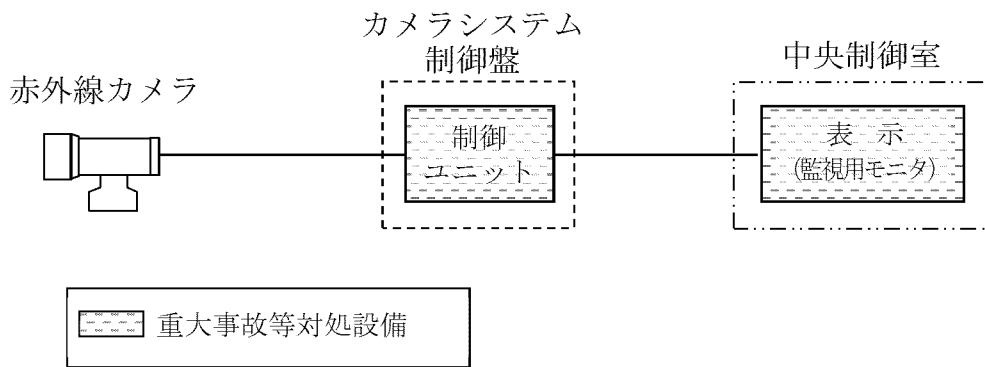 カメラシステム
制御盤
中央制御室
赤外線カメラ
制御
ユニット
表 示
(監視用モニタ)
重大事故等対処設備